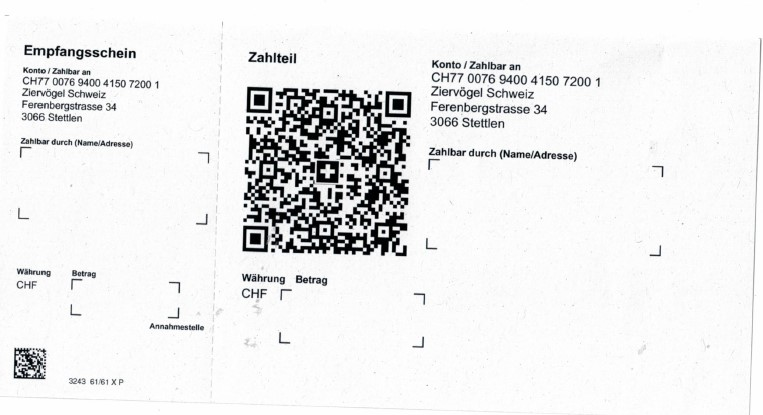 Empfangsschein
Konto / Zahlbar an
CH77 0076 9400 4150 7200 1
Ziervögel Schweiz
Ferenbergstrasse 34
3066 Stettlen
Zahlbar durch (Name/Adresse)
Währung Betrag
CHF
Annahmestelle
3243 61/61 X P
Zahlteil
Währung Betrag
CHF
Konto / Zahlbar an
CH77 0076 9400 4150 7200 1
Ziervögel Schweiz
Ferenbergstrasse 34
3066 Stettlen
Zahlbar durch (Name/Adresse)